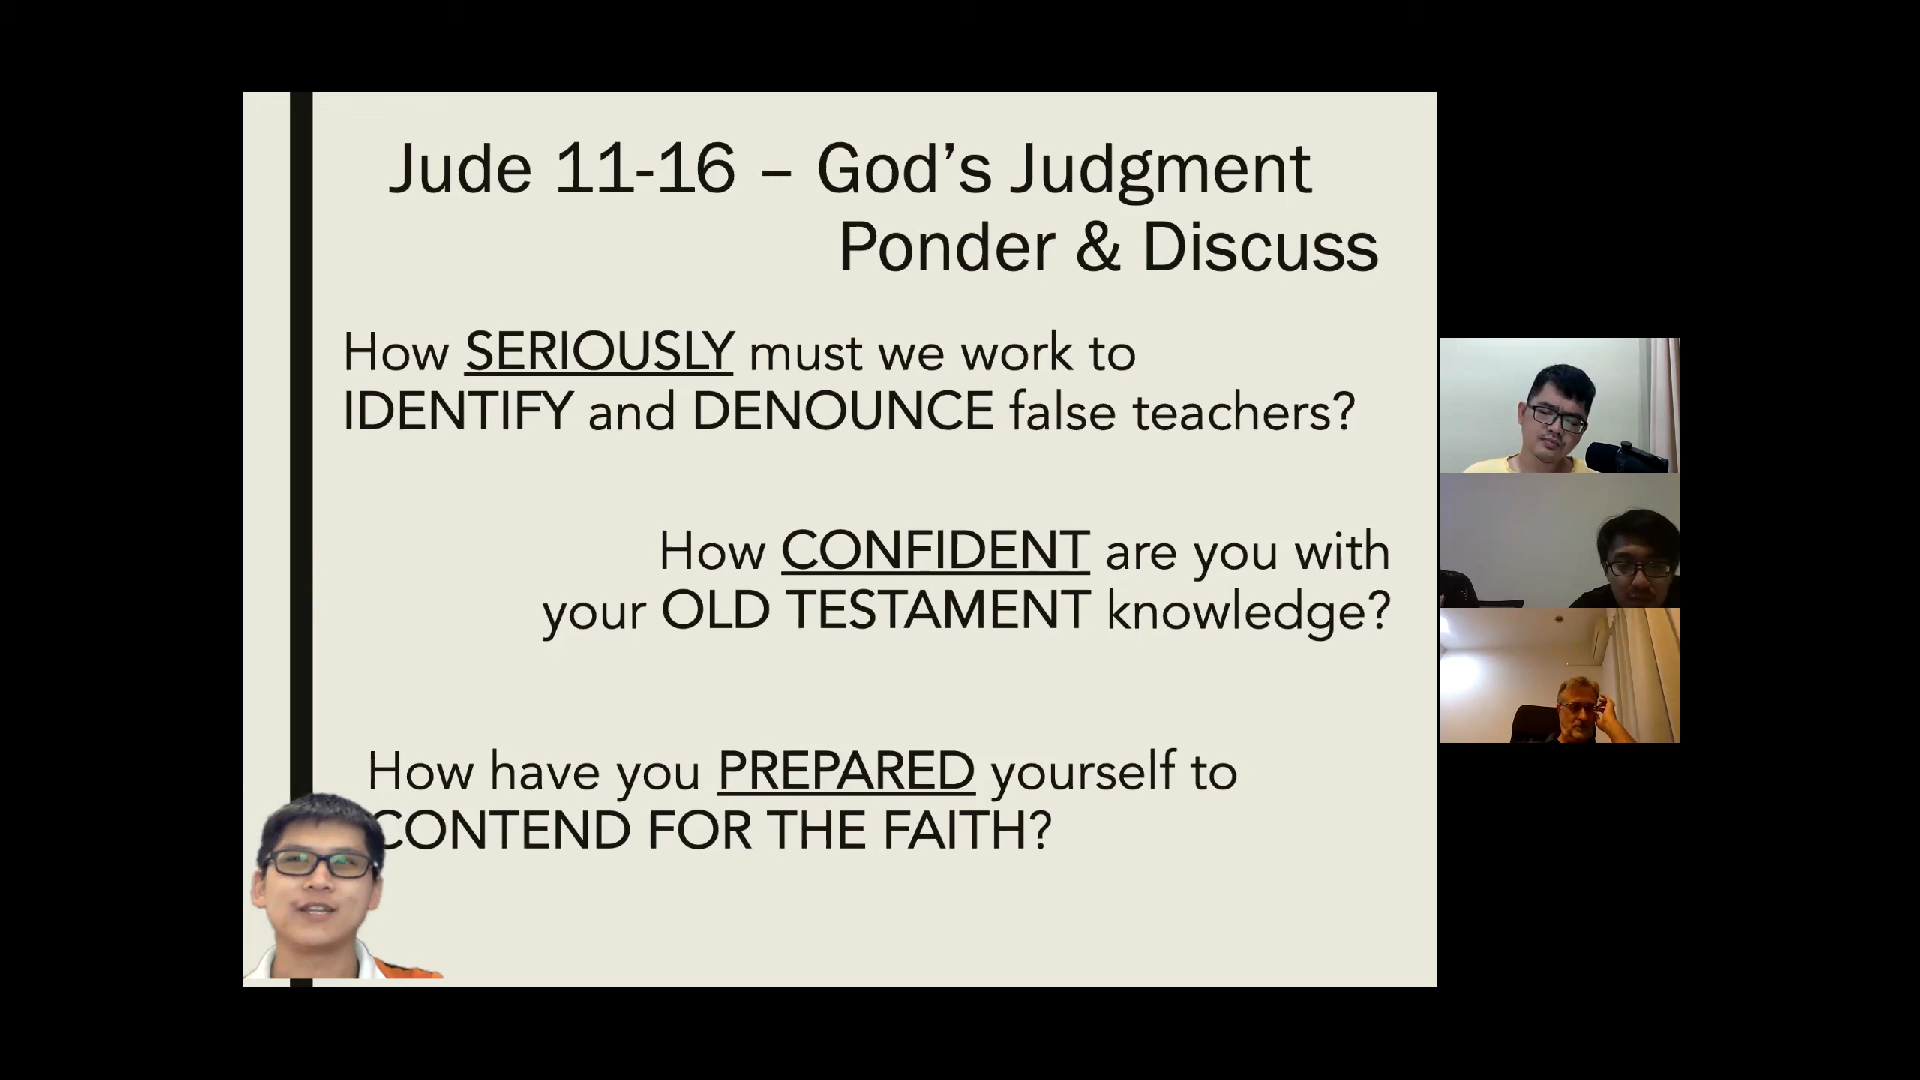 Jude 11-16 – God’s Judgment
Ponder & Discuss
How SERIOUSLY must we work to
IDENTIFY and DENOUNCE false teachers?
How CONFIDENT are you with
your OLD TESTAMENT knowledge?
How have you PREPARED yourself to
CONTEND FOR THE FAITH?